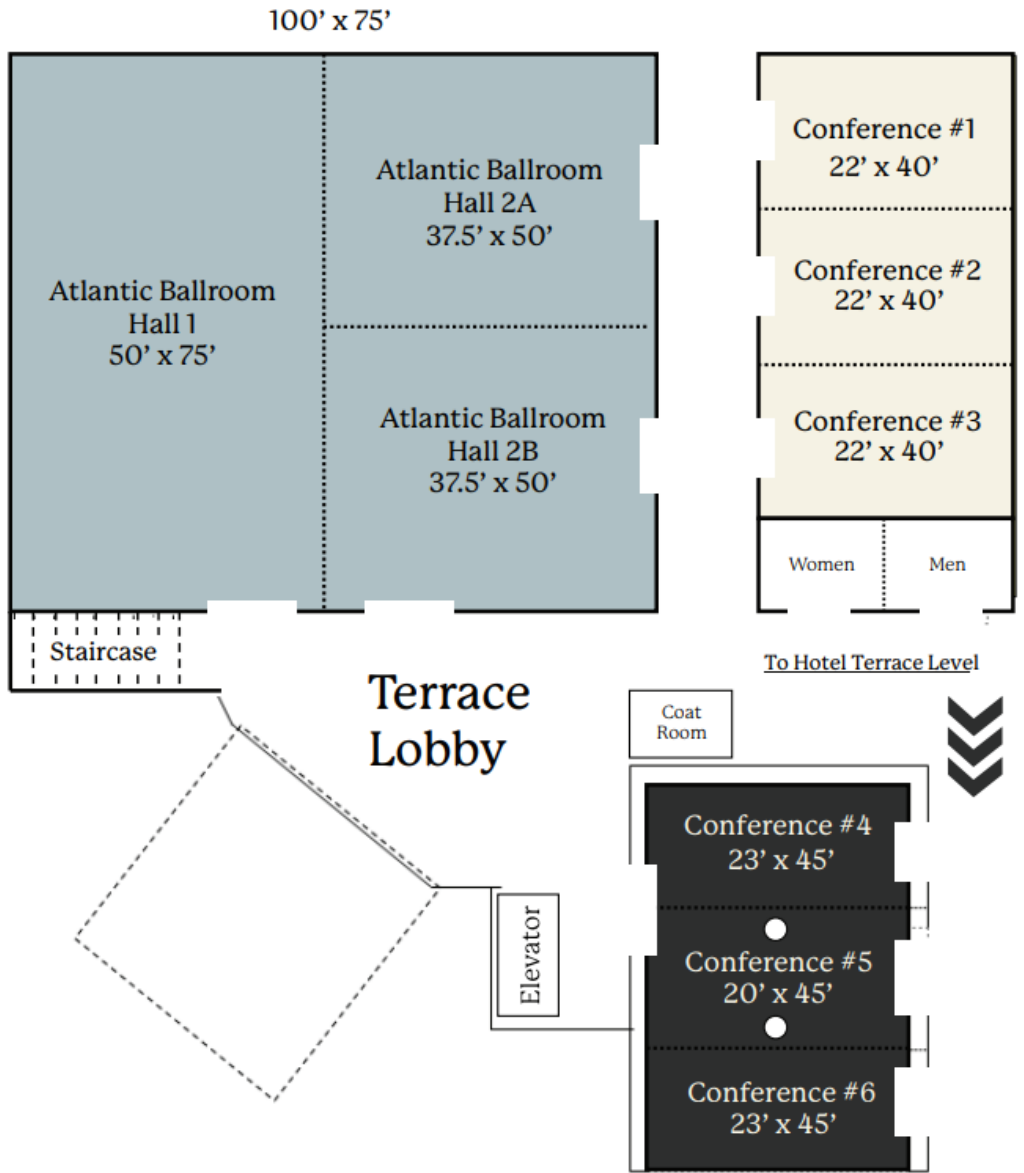 100’ x 75’
Atlantic Ballroom
Hall 1
50’ x 75’
Atlantic Ballroom
Hall 2A
37.5’ x 50’
Atlantic Ballroom
Hall 2B
37.5’ x 50’
Conference #1
22’ x 40’
Conference #2
22’ x 40’
Conference #3
22’ x 40’
Women
Men
Staircase
To Hotel Terrace Level
Terrace
Lobby
Coat
Room
Elevator
Conference #4
23’ x 45’
Conference #5
20’ x 45’
Conference #6
23’ x 45’